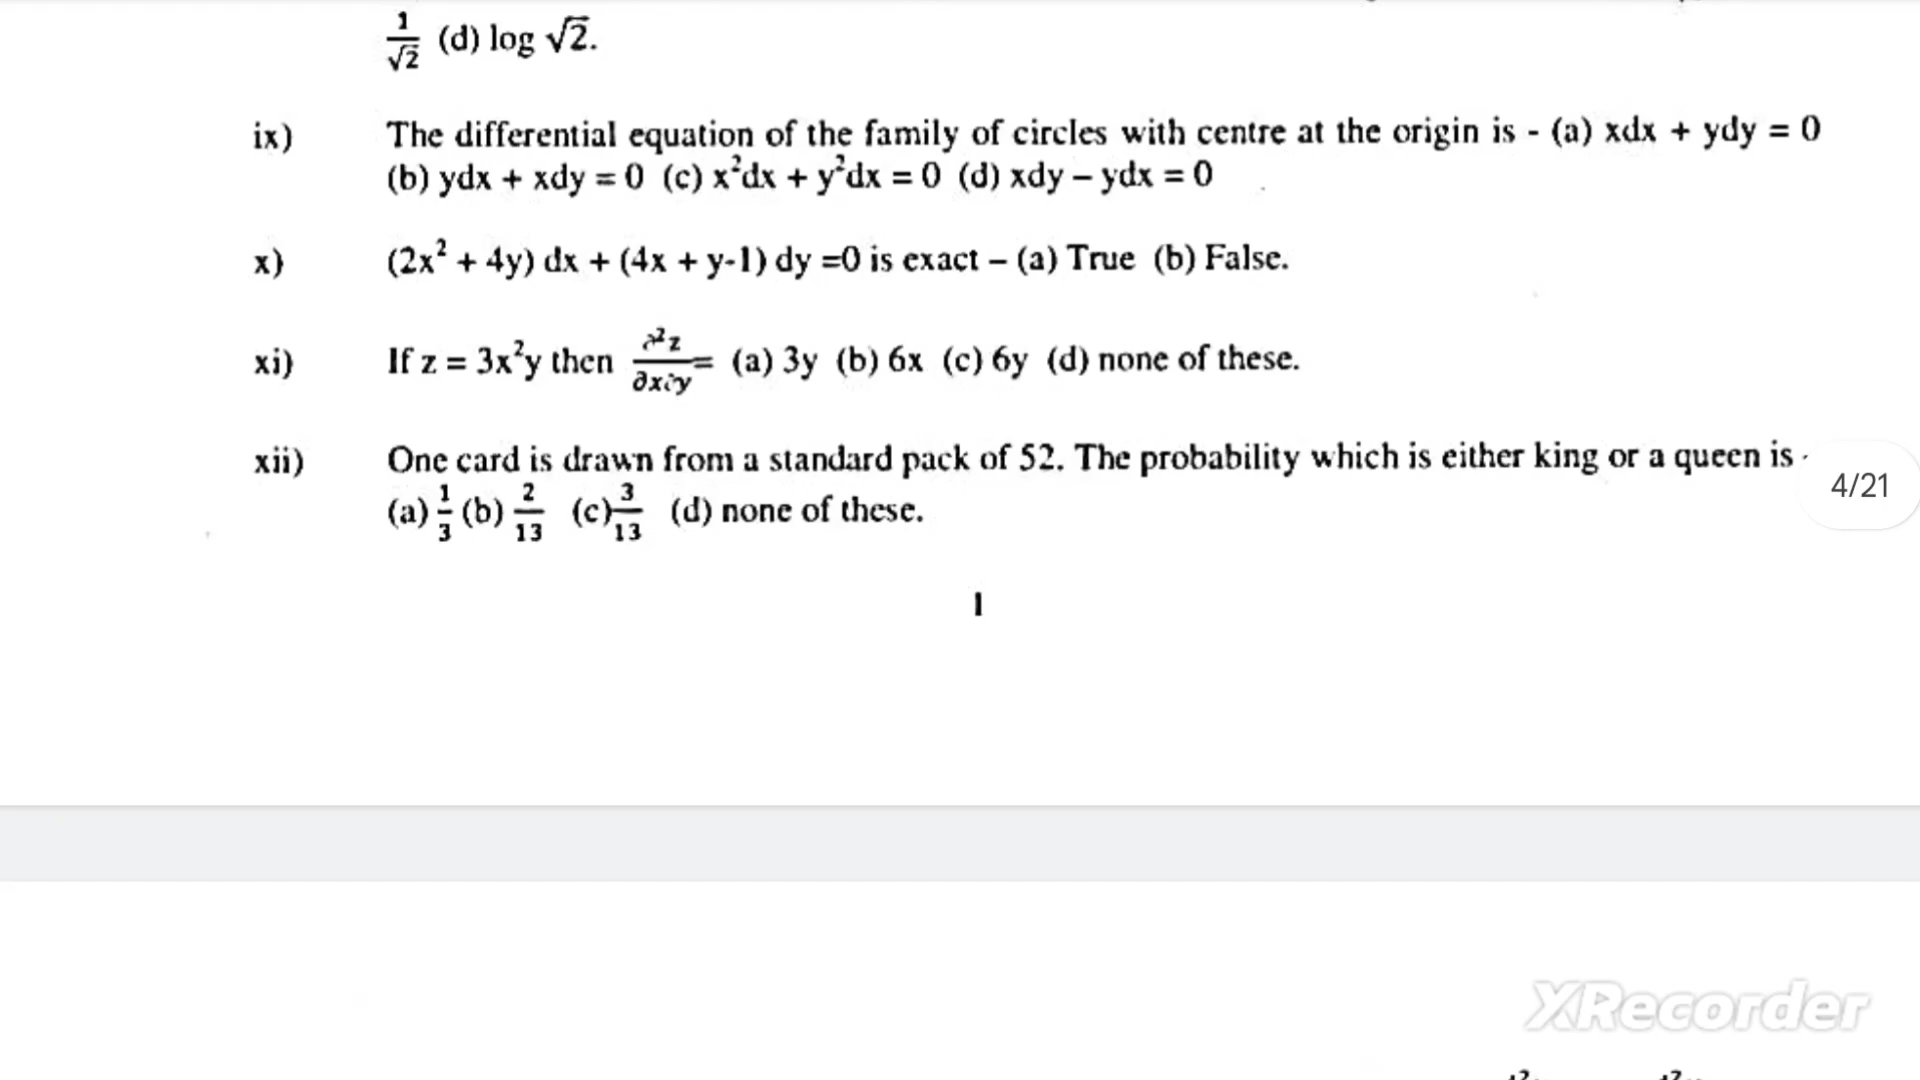 1/√2 (d) log √2.
ix) The differential equation of the family of circles with centre at the origin is - (a) xdx + ydy = 0
(b) ydx + xdy = 0 (c) x²dx + y²dx = 0 (d) xdy – ydx = 0
x) (2x² + 4y) dx + (4x + y-1) dy =0 is exact – (a) True (b) False.
xi) If z = 3x²y then ∂²z/∂x∂y = (a) 3y (b) 6x (c) 6y (d) none of these.
xii) One card is drawn from a standard pack of 52. The probability which is either king or a queen is -
4/21
(a) 1/3 (b) 2/13 (c) 3/13 (d) none of these.
1
XRecorder